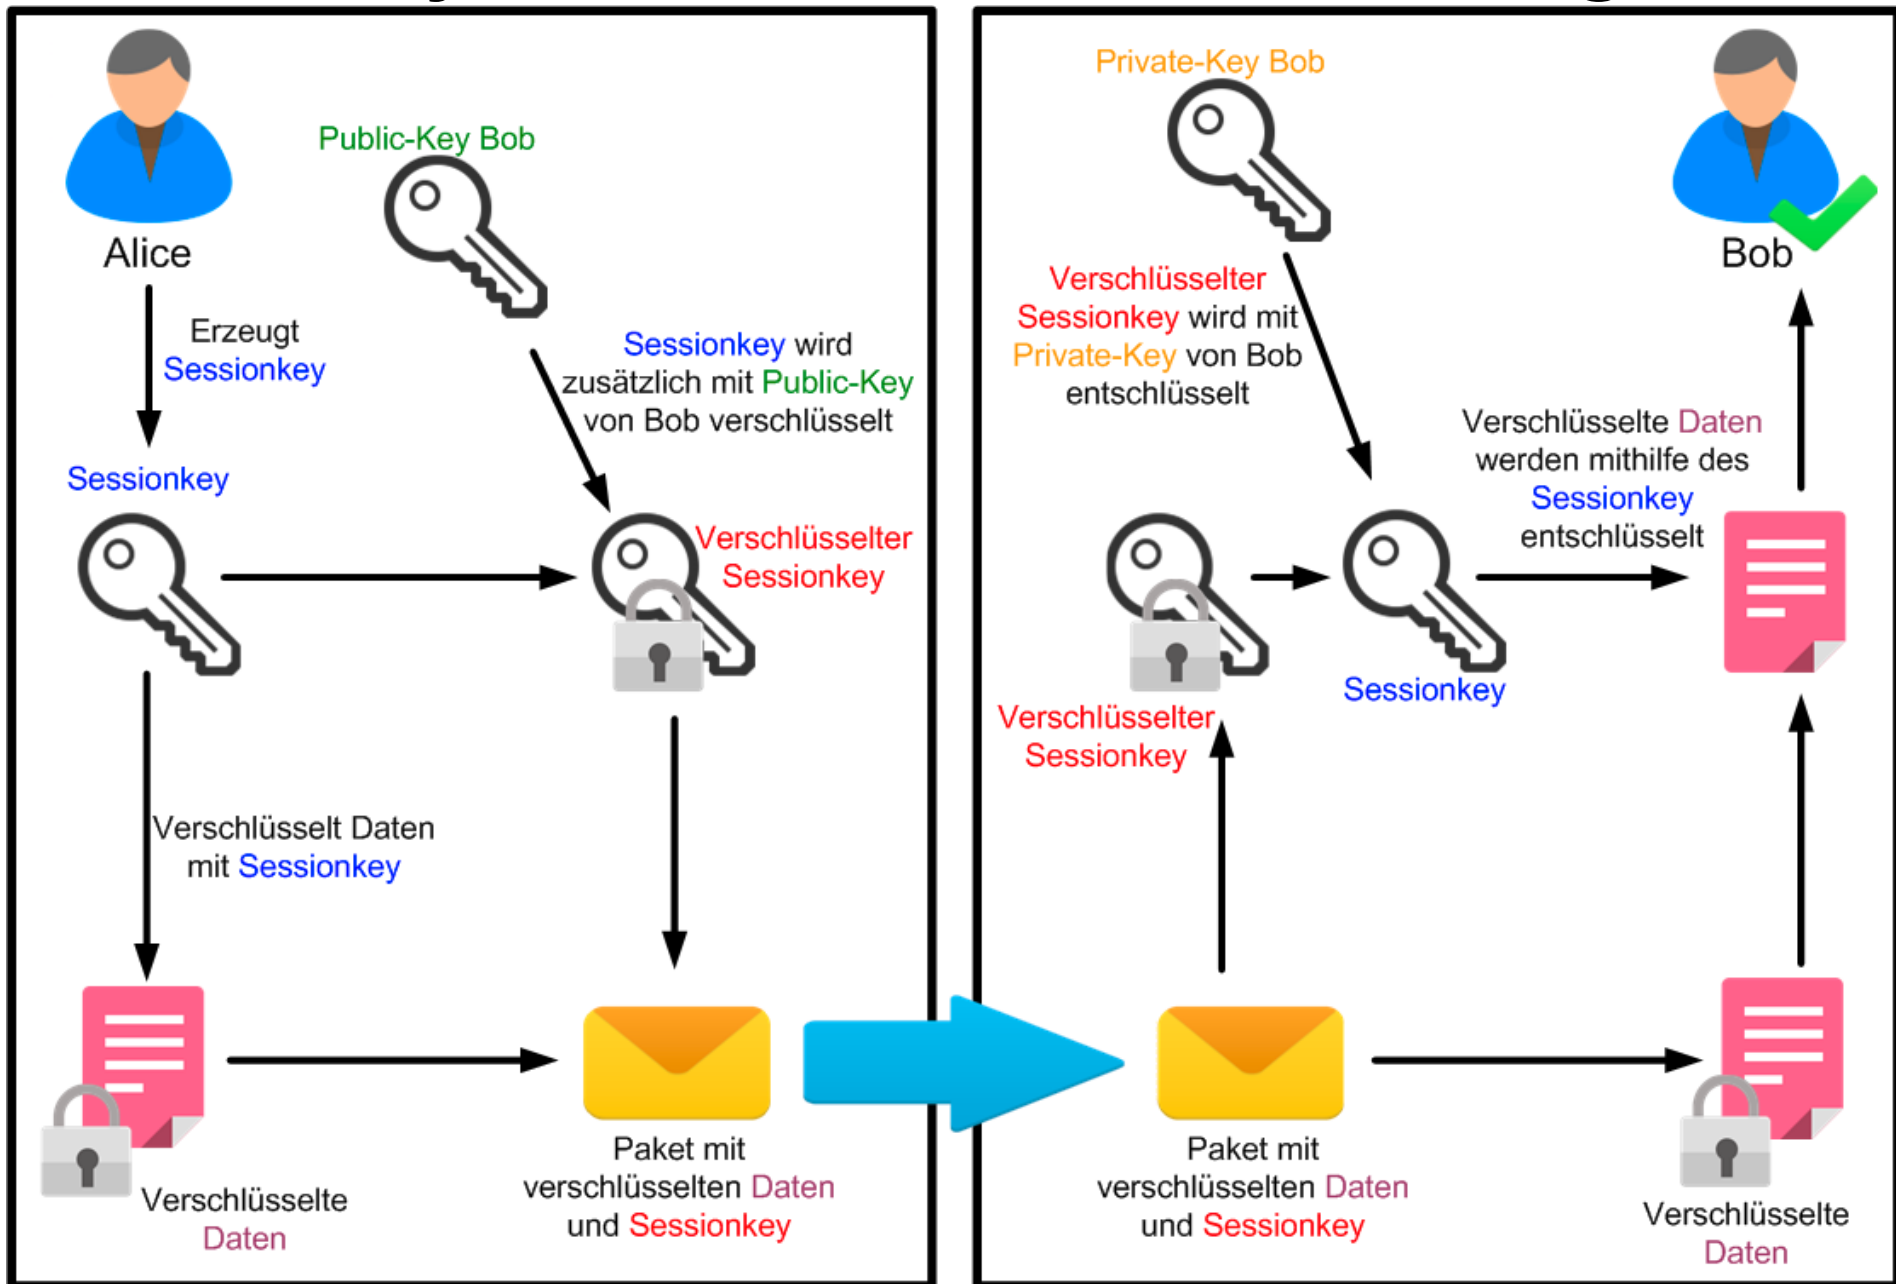 Alice
Erzeugt
Sessionkey
Public-Key Bob
Sessionkey wird
zusätzlich mit Public-Key
von Bob verschlüsselt
Sessionkey
Verschlüsselter
Sessionkey
Verschlüsselt Daten
mit Sessionkey
Verschlüsselte
Daten
Paket mit
verschlüsselten Daten
und Sessionkey
Private-Key Bob
Bob
Verschlüsselter
Sessionkey wird mit
Private-Key von Bob
entschlüsselt
Verschlüsselte Daten
werden mithilfe des
Sessionkey
entschlüsselt
Sessionkey
Verschlüsselter
Sessionkey
Paket mit
verschlüsselten Daten
und Sessionkey
Verschlüsselte
Daten